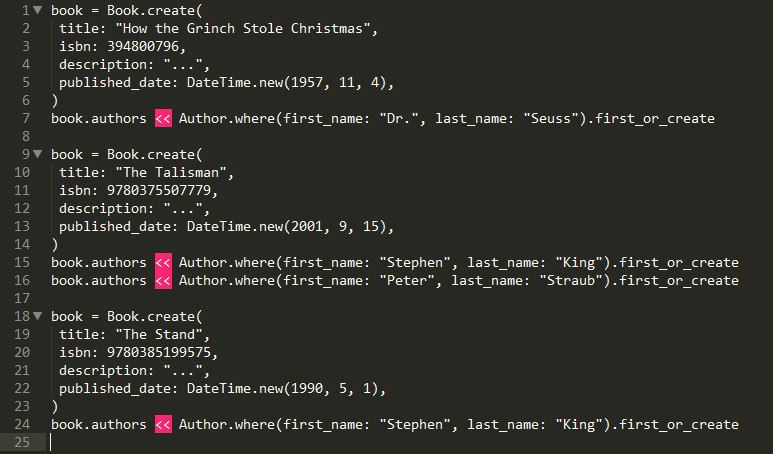 1 book = Book.create(
2  title: "How the Grinch Stole Christmas",
3  isbn: 394800796,
4  description: "...",
5  published_date: DateTime.new(1957, 11, 4),
6 )
7 book.authors << Author.where(first_name: "Dr.", last_name: "Seuss").first_or_create
8
9 book = Book.create(
10  title: "The Talisman",
11  isbn: 9780375507779,
12  description: "...",
13  published_date: DateTime.new(2001, 9, 15),
14 )
15 book.authors << Author.where(first_name: "Stephen", last_name: "King").first_or_create
16 book.authors << Author.where(first_name: "Peter", last_name: "Straub").first_or_create
17
18 book = Book.create(
19  title: "The Stand",
20  isbn: 9780385199575,
21  description: "...",
22  published_date: DateTime.new(1990, 5, 1),
23 )
24 book.authors << Author.where(first_name: "Stephen", last_name: "King").first_or_create
25